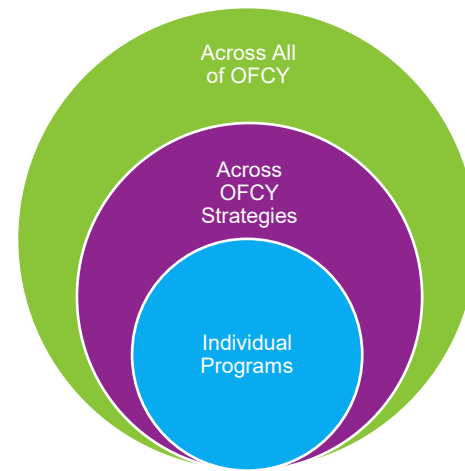 Across All
of OFCY
Across
OFCY
Strategies
Individual
Programs